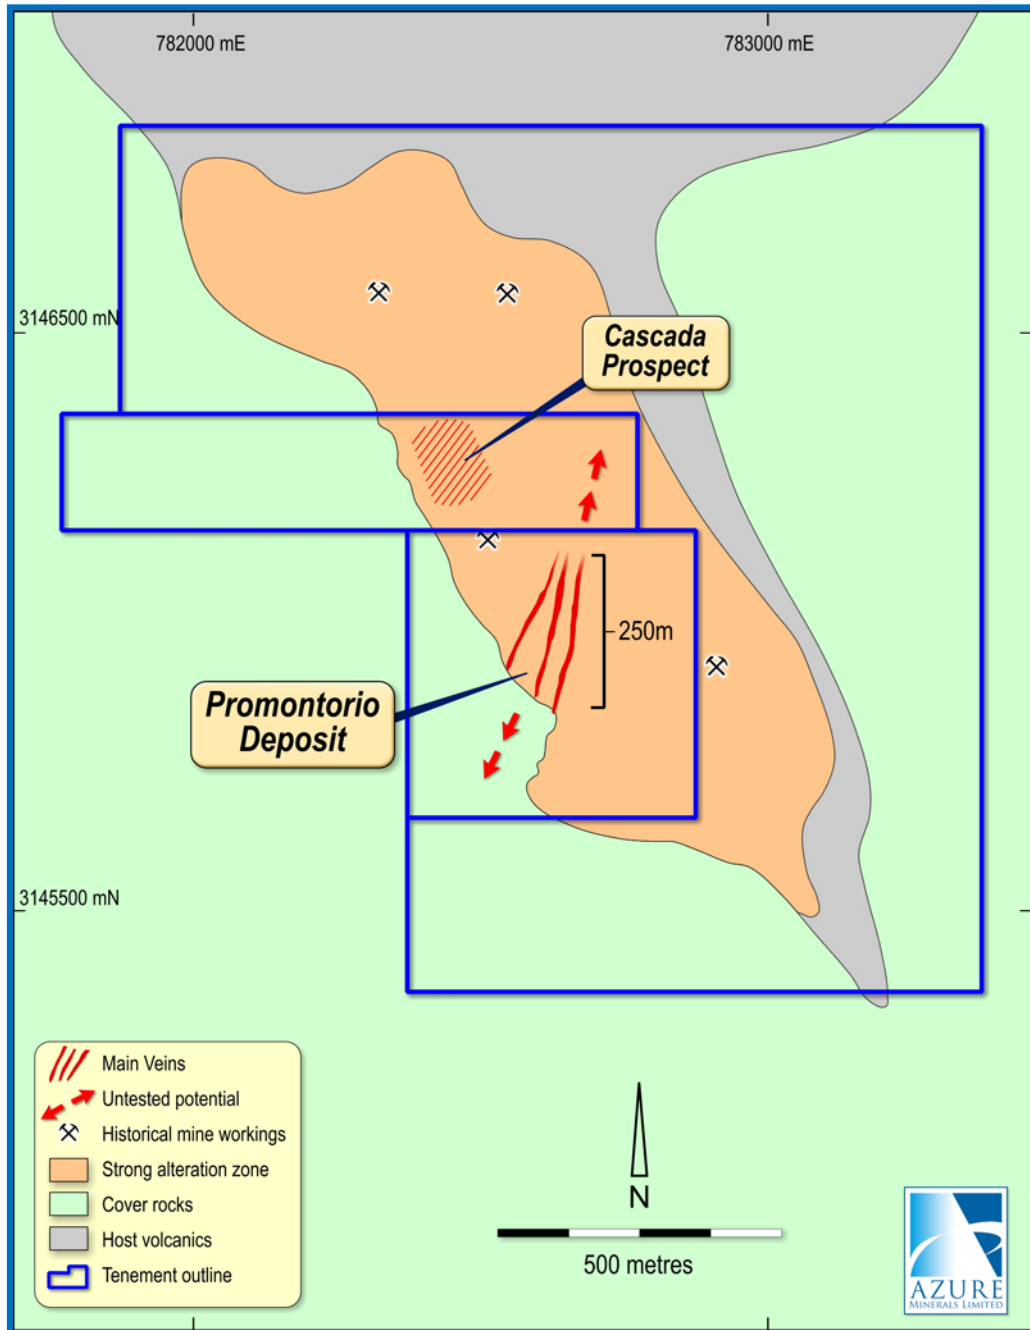 782000 mE
783000 mE
3146500 mN
Cascada
Prospect
250m
Promontorio
Deposit
3145500 mN
Main Veins
Untested potential
Historical mine workings
Strong alteration zone
Cover rocks
Host volcanics
Tenement outline
N
500 metres
AZURE
MINERALS LIMITED